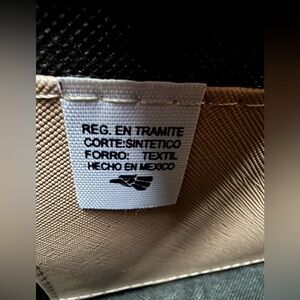 REG. EN TRAMITE
CORTE:SINTETICO
FORRO: TEXTIL
HECHO EN MEXICO